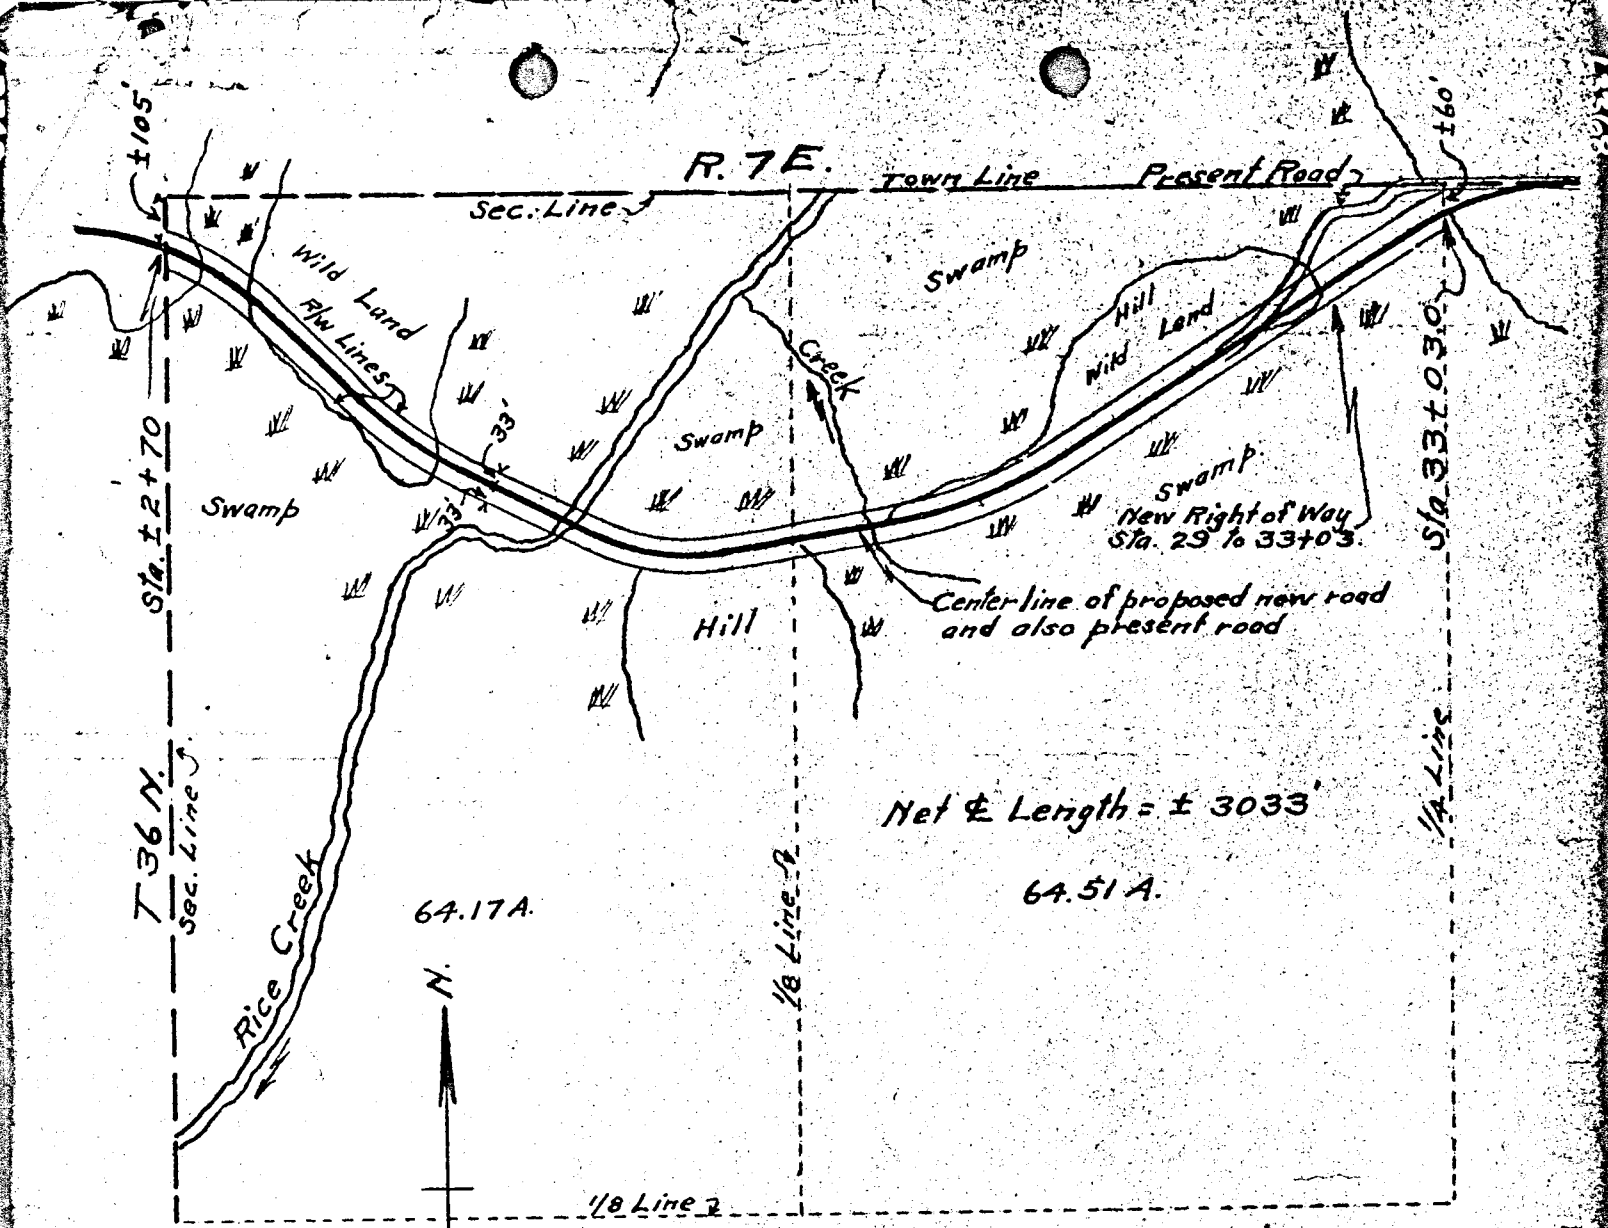 ±105'
±60'
R. 7 E.
Town Line
Present Road
Sec. Line
Wild Land
R/W Lines
Swamp
Hill
Wild Land
Creek
33'
33'
Swamp
Swamp
Swamp
Sta. ±2+70
Sta 33+030
New Right of Way
Sta. 29 to 33+03.
Center line of proposed new road
and also present road
Hill
T 36 N.
Sec. Line
Net ℄ Length = ± 3033'
1/4 Line
1/8 Line
64.17 A.
64.51 A.
Rice Creek
N.
1/8 Line